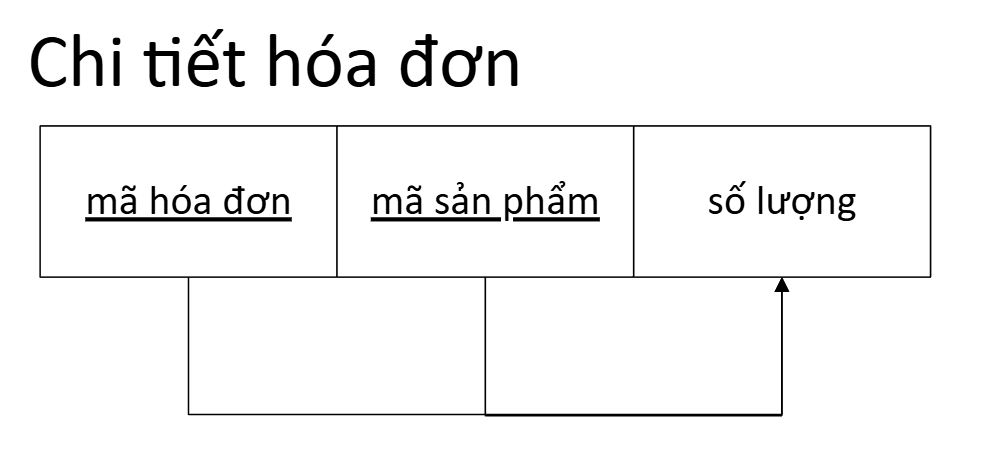 Chi tiết hóa đơn
mã hóa đơn
mã sản phẩm
số lượng